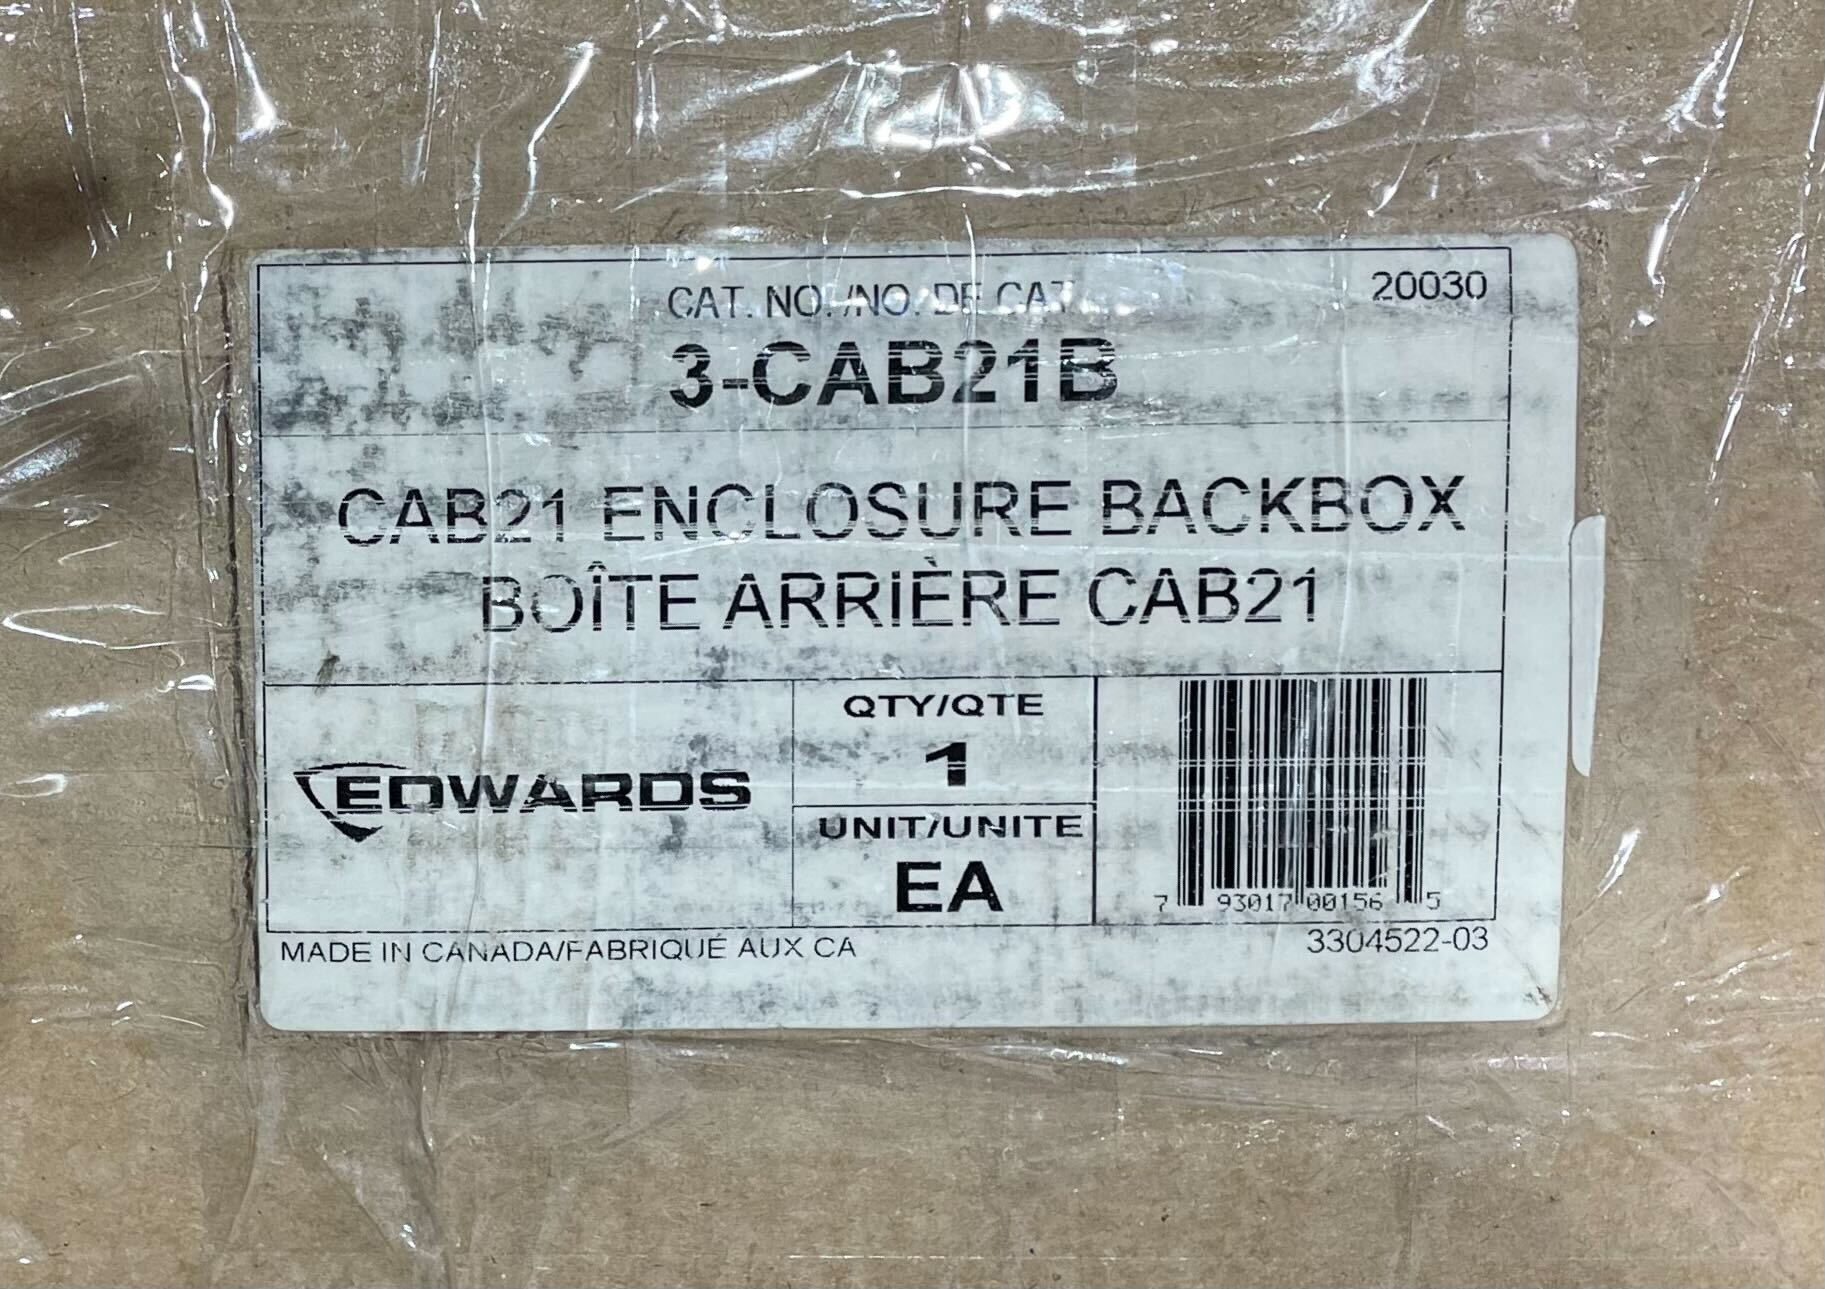 CAT. NO. /NO. DE CAT
20030
3-CAB21B
CAB21 ENCLOSURE BACKBOX
BOÎTE ARRIÈRE CAB21
EDWARDS
QTY/QTE
1
UNIT/UNITE
EA
7 93017 00156 5
MADE IN CANADA/FABRIQUÉ AUX CA
3304522-03